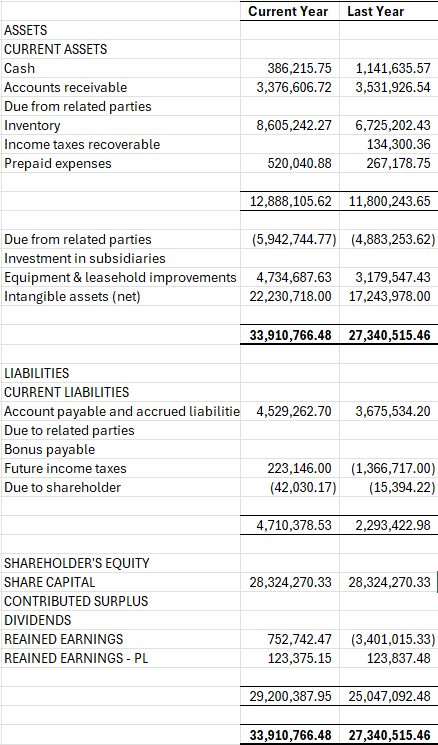 Current Year Last Year
ASSETS
CURRENT ASSETS
Cash 386,215.75 1,141,635.57
Accounts receivable 3,376,606.72 3,531,926.54
Due from related parties
Inventory 8,605,242.27 6,725,202.43
Income taxes recoverable 134,300.36
Prepaid expenses 520,040.88 267,178.75
12,888,105.62 11,800,243.65
Due from related parties (5,942,744.77) (4,883,253.62)
Investment in subsidiaries
Equipment & leasehold improvements 4,734,687.63 3,179,547.43
Intangible assets (net) 22,230,718.00 17,243,978.00
33,910,766.48 27,340,515.46
LIABILITIES
CURRENT LIABILITIES
Account payable and accrued liabilitie 4,529,262.70 3,675,534.20
Due to related parties
Bonus payable
Future income taxes 223,146.00 (1,366,717.00)
Due to shareholder (42,030.17) (15,394.22)
4,710,378.53 2,293,422.98
SHAREHOLDER'S EQUITY
SHARE CAPITAL 28,324,270.33 28,324,270.33
CONTRIBUTED SURPLUS
DIVIDENDS
REAINED EARNINGS 752,742.47 (3,401,015.33)
REAINED EARNINGS - PL 123,375.15 123,837.48
29,200,387.95 25,047,092.48
33,910,766.48 27,340,515.46